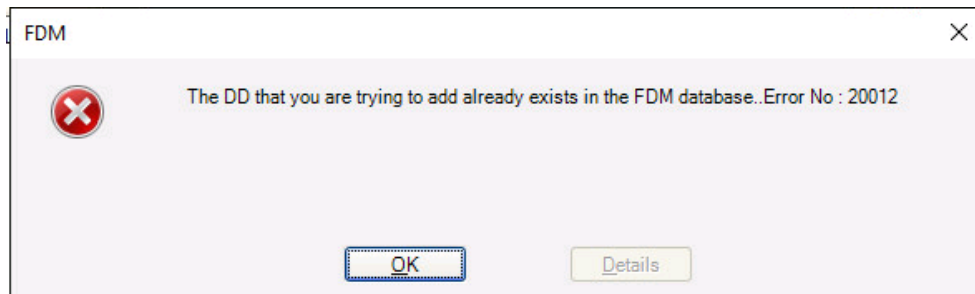 FDM
The DD that you are trying to add already exists in the FDM database..Error No : 20012
OK
Details